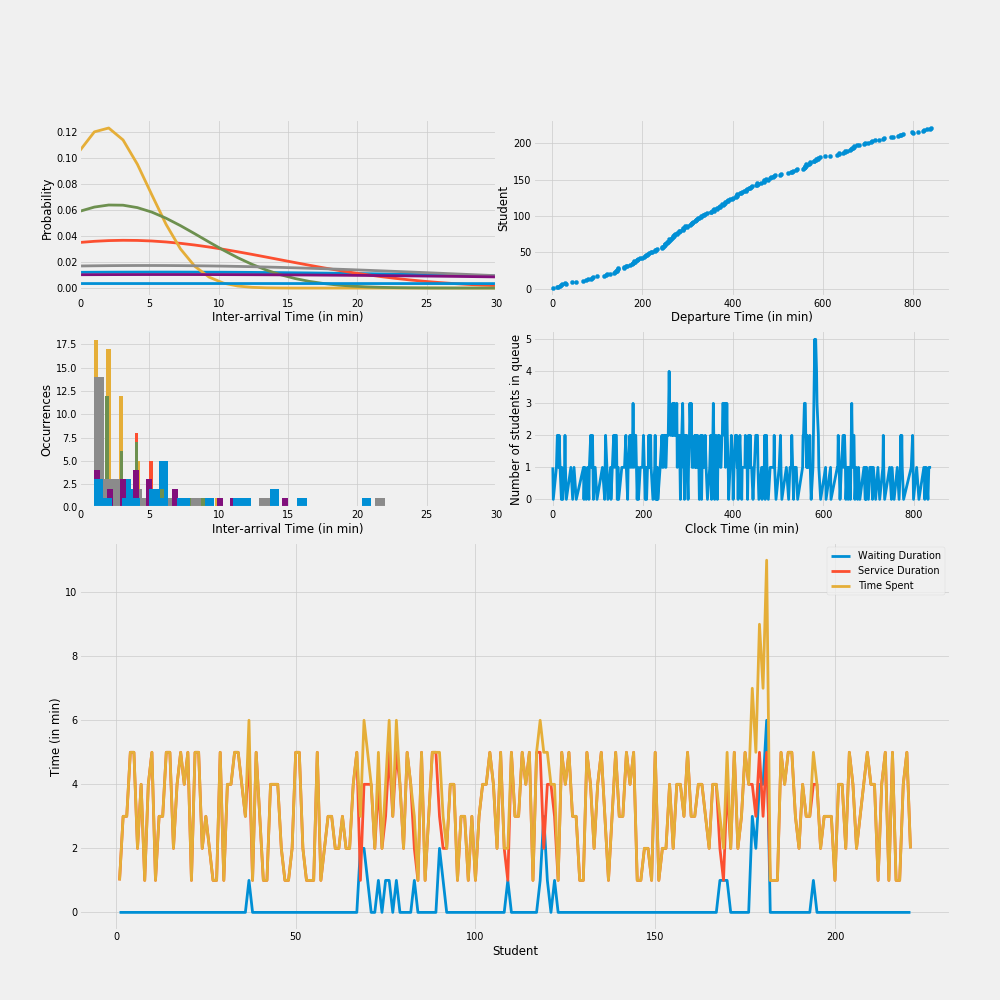 0.12
0.10
0.08
0.06
0.04
0.02
0.00
Probability
0 5 10 15 20 25 30
Inter-arrival Time (in min)
200
150
100
50
0
Student
0 200 400 600 800
Departure Time (in min)
17.5
15.0
12.5
10.0
7.5
5.0
2.5
0.0
Occurrences
0 5 10 15 20 25 30
Inter-arrival Time (in min)
5
4
3
2
1
0
Number of students in queue
0 200 400 600 800
Clock Time (in min)
Waiting Duration
Service Duration
Time Spent
10
8
6
4
2
0
Time (in min)
0 50 100 150 200
Student